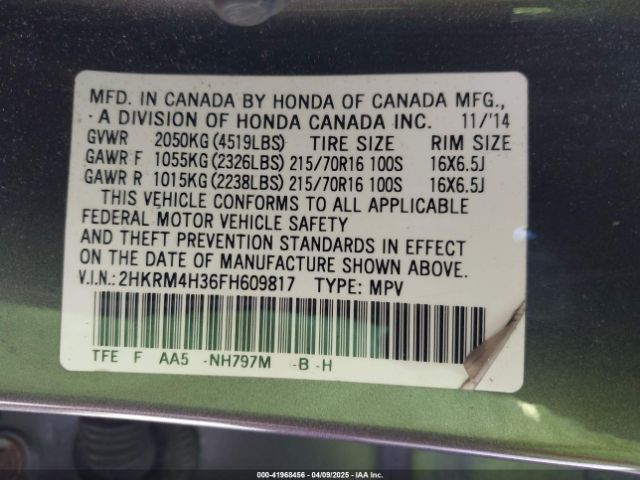 MFD. IN CANADA BY HONDA OF CANADA MFG.,
A DIVISION OF HONDA CANADA INC. 11/'14
GVWR 2050KG(4519LBS) TIRE SIZE RIM SIZE
GAWR F 1055KG(2326LBS) 215/70R16 100S 16X6.5J
GAWR R 1015KG(2238LBS) 215/70R16 100S 16X6.5J
THIS VEHICLE CONFORMS TO ALL APPLICABLE
FEDERAL MOTOR VEHICLE SAFETY
AND THEFT PREVENTION STANDARDS IN EFFECT
ON THE DATE OF MANUFACTURE SHOWN ABOVE.
V.I.N.:2HKRM4H36FH609817 TYPE: MPV
TFE F AA5 -NH797M -B -H
000-41968456 - 04/09/2025 - IAA Inc.